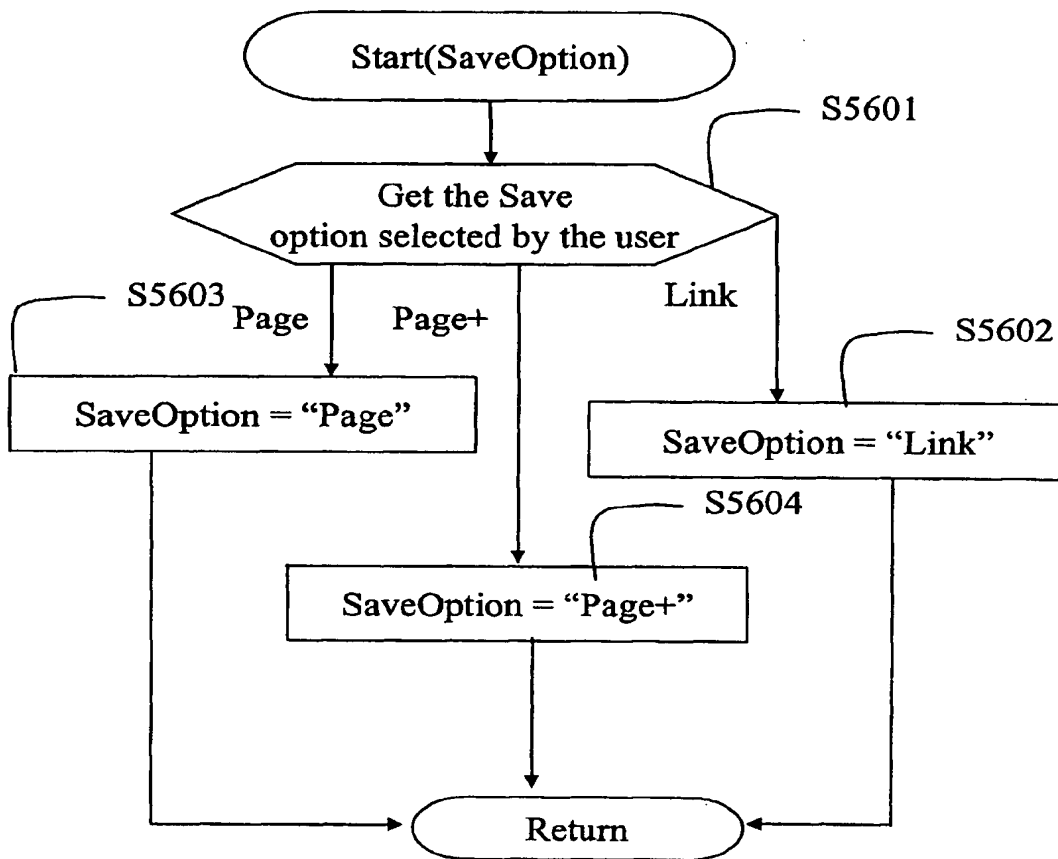 Start(SaveOption)
S5601
Get the Save
option selected by the user
S5603
Page
Page+
Link
S5602
SaveOption = “Page”
SaveOption = “Link”
S5604
SaveOption = “Page+”
Return